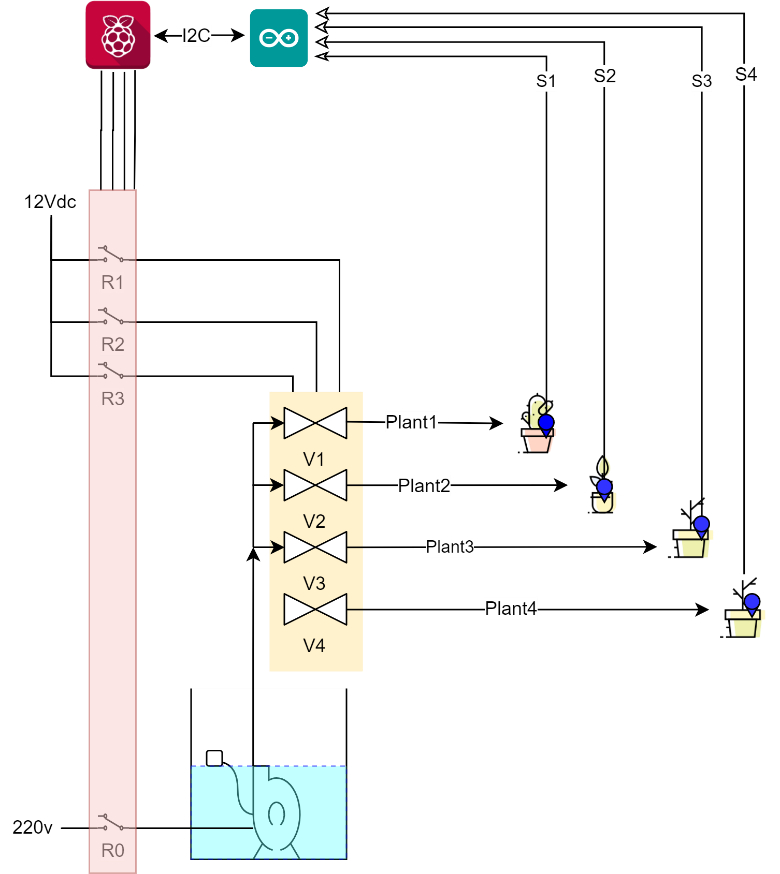 I2C
S1
S2
S3
S4
12Vdc
R1
R2
R3
Plant1
V1
Plant2
V2
Plant3
V3
Plant4
V4
220v
R0